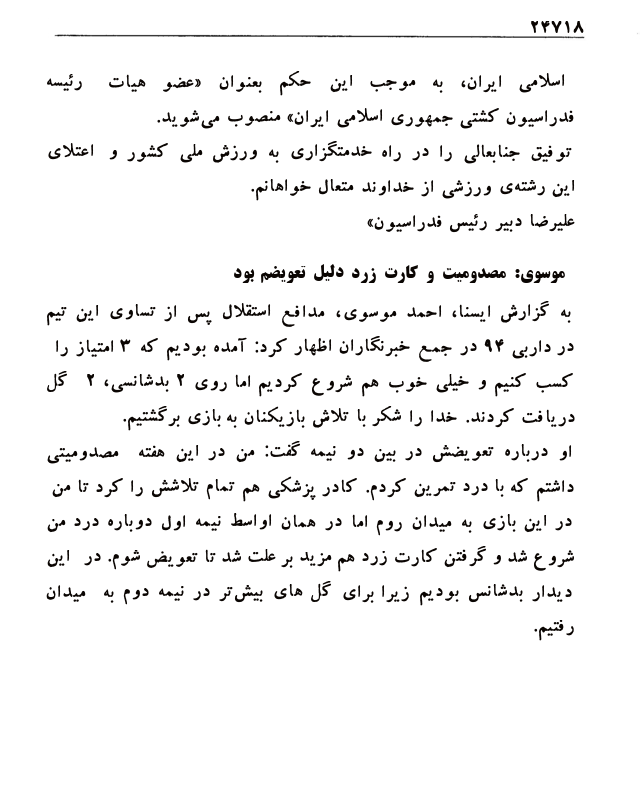 ۲۴۷۱۸
اسلامی ایران، به موجب این حکم بعنوان «عضو هیات رئیسه
فدراسیون کشتی جمهوری اسلامی ایران» منصوب می‌شوید.
توفیق جنابعالی را در راه خدمتگزاری به ورزش ملی کشور و اعتلای
این رشته‌ی ورزشی از خداوند متعال خواهانم.
علیرضا دبیر رئیس فدراسیون»
موسوی: مصدومیت و کارت زرد دلیل تعویضم بود
به گزارش ایسنا، احمد موسوی، مدافع استقلال پس از تساوی این تیم
در داربی ۹۴ در جمع خبرنگاران اظهار کرد: آمده بودیم که ۳ امتیاز را
کسب کنیم و خیلی خوب هم شروع کردیم اما روی ۲ بدشانسی، ۲ گل
دریافت کردند. خدا را شکر با تلاش بازیکنان به بازی برگشتیم.
او درباره تعویضش در بین دو نیمه گفت: من در این هفته مصدومیتی
داشتم که با درد تمرین کردم. کادر پزشکی هم تمام تلاشش را کرد تا من
در این بازی به میدان روم اما در همان اواسط نیمه اول دوباره درد من
شروع شد و گرفتن کارت زرد هم مزید بر علت شد تا تعویض شوم. در این
دیدار بدشانس بودیم زیرا برای گل های بیش‌تر در نیمه دوم به میدان
رفتیم.